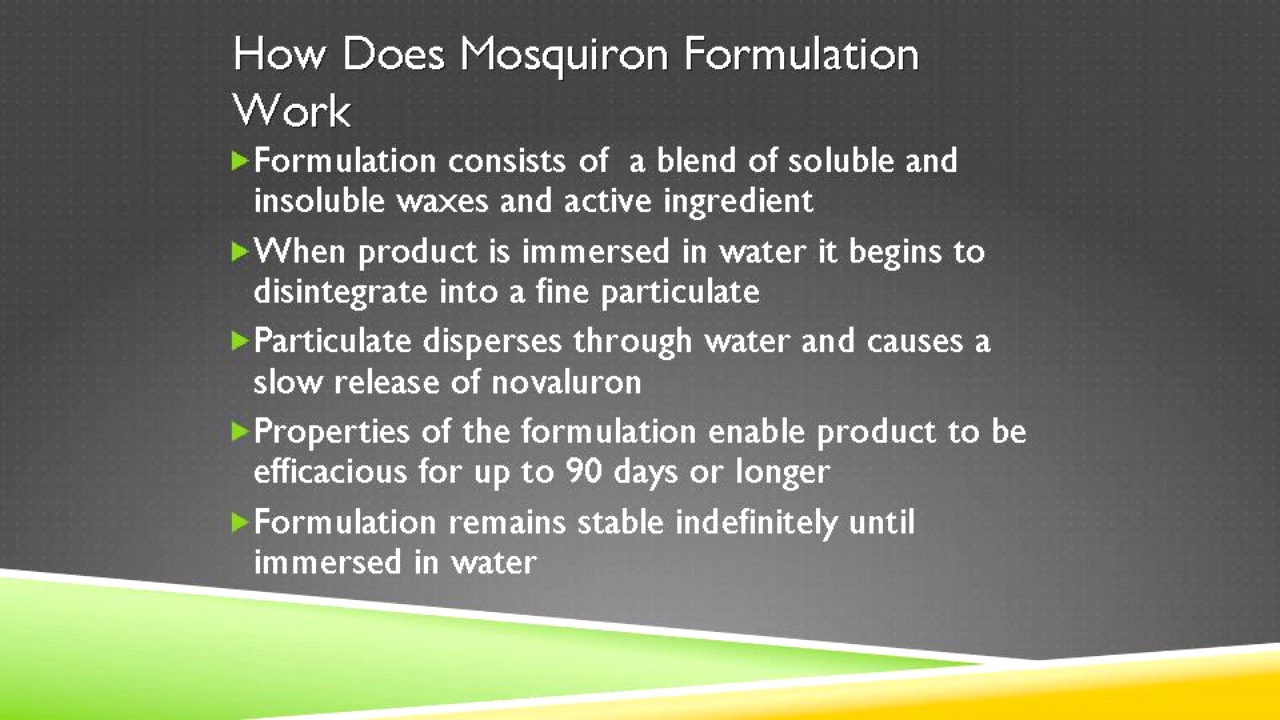 How Does Mosquiron Formulation
Work
Formulation consists of  a blend of soluble and
insoluble waxes and active ingredient
When product is immersed in water it begins to
disintegrate into a fine particulate
Particulate disperses through water and causes a
slow release of novaluron
Properties of the formulation enable product to be
efficacious for up to 90 days or longer
Formulation remains stable indefinitely until
immersed in water